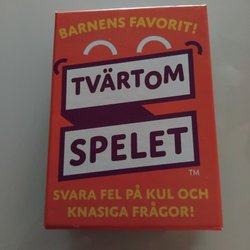 BARNENS FAVORIT!
TVÄRTOM
SPELET
TM
SVARA FEL PÅ KUL OCH
KNASIGA FRÅGOR!